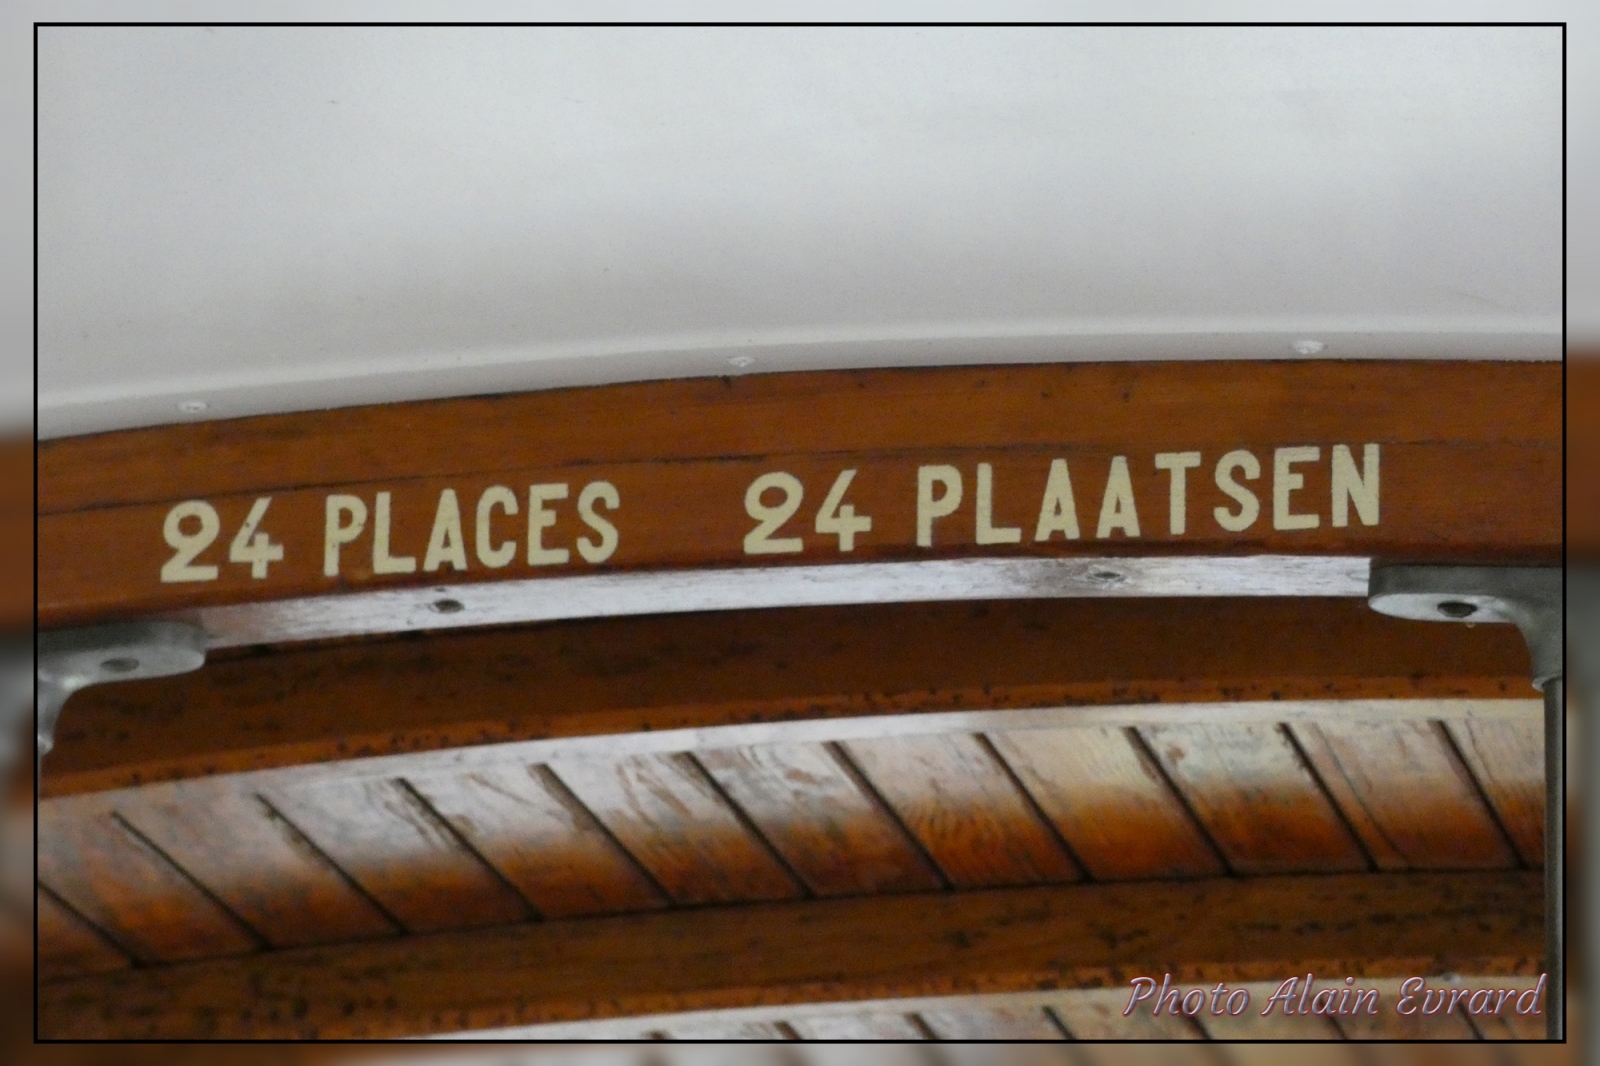 24 PLACES 24 PLAATSEN
Photo Alain Evrard